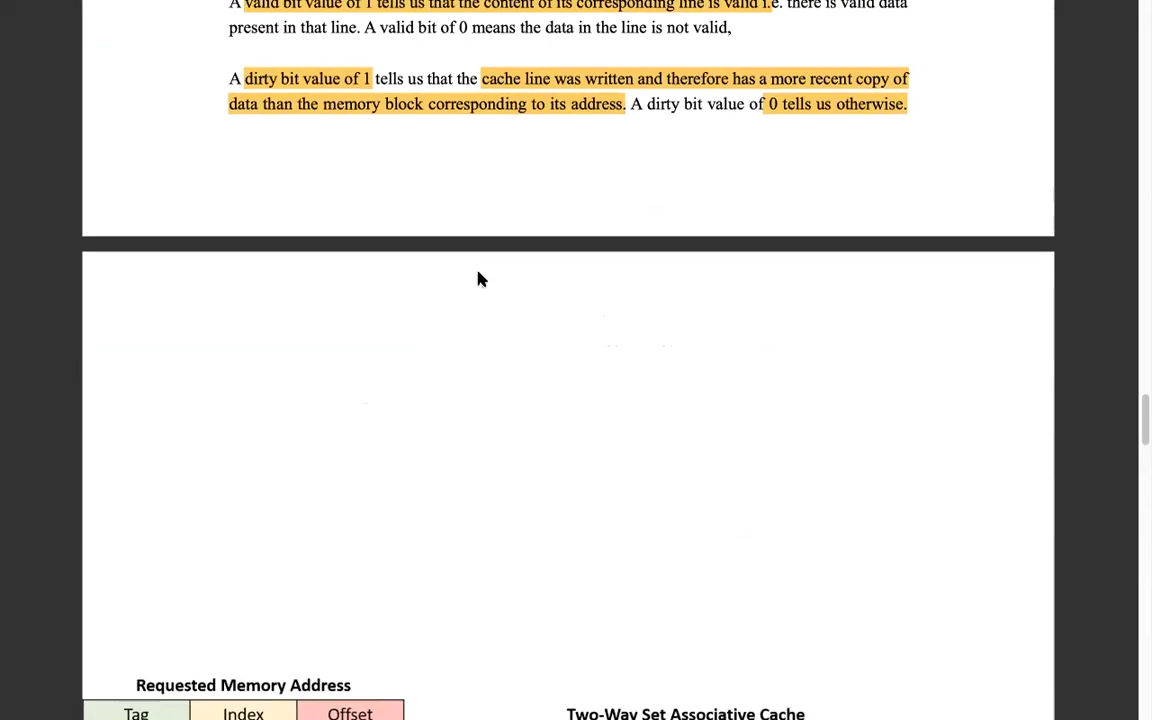 A valid bit value of 1 tells us that the content of its corresponding line is valid i.e. there is valid data
present in that line. A valid bit of 0 means the data in the line is not valid,
A dirty bit value of 1 tells us that the cache line was written and therefore has a more recent copy of
data than the memory block corresponding to its address. A dirty bit value of 0 tells us otherwise.
Requested Memory Address
Tag Index Offset
Two-Way Set Associative Cache